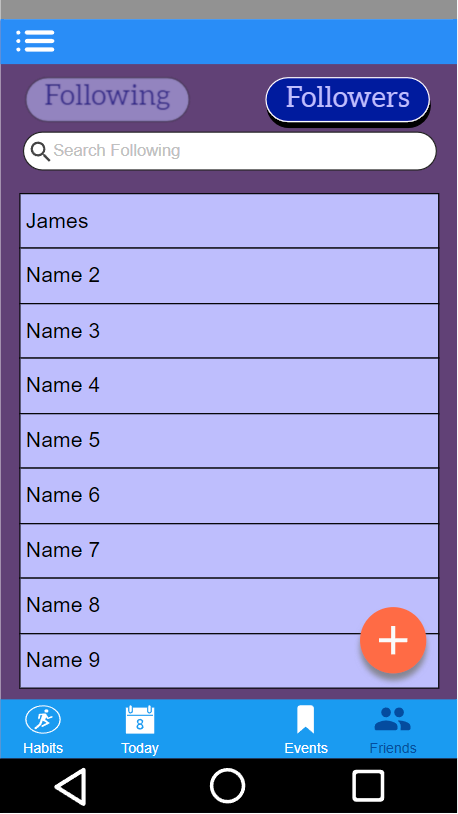 Following Followers
Search Following
James
Name 2
Name 3
Name 4
Name 5
Name 6
Name 7
Name 8
Name 9
8
Habits Today Events Friends